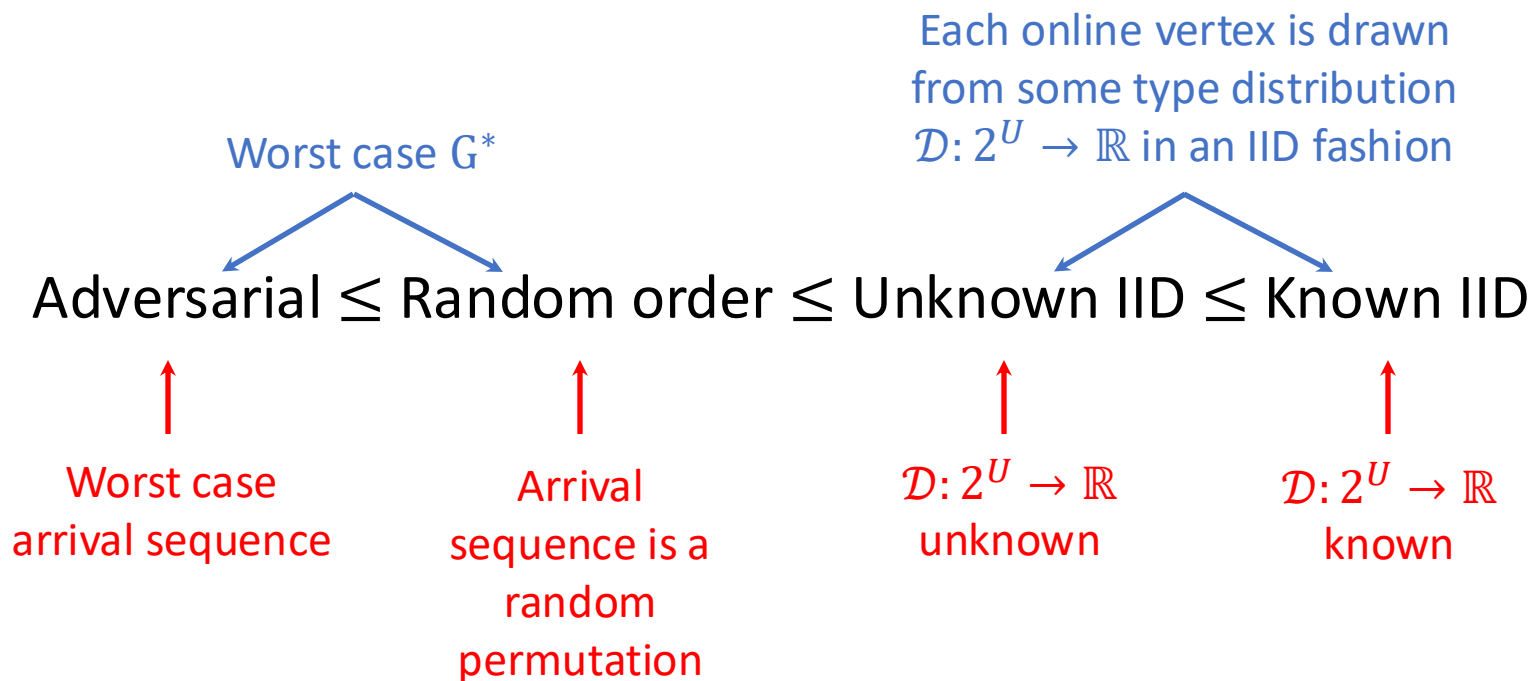 Each online vertex is drawn
from some type distribution
𝒟: 2^U → ℝ in an IID fashion
Worst case G*
Adversarial ≤ Random order ≤ Unknown IID ≤ Known IID
Worst case
arrival sequence
Arrival
sequence is a
random
permutation
𝒟: 2^U → ℝ
unknown
𝒟: 2^U → ℝ
known